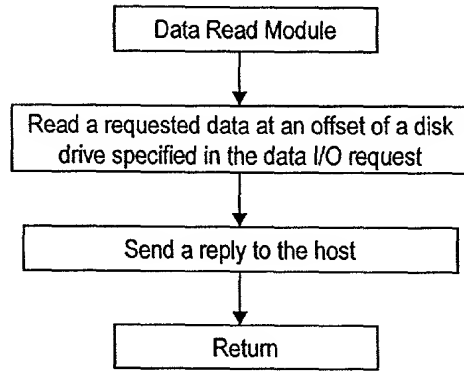 Data Read Module
Read a requested data at an offset of a disk
drive specified in the data I/O request
Send a reply to the host
Return